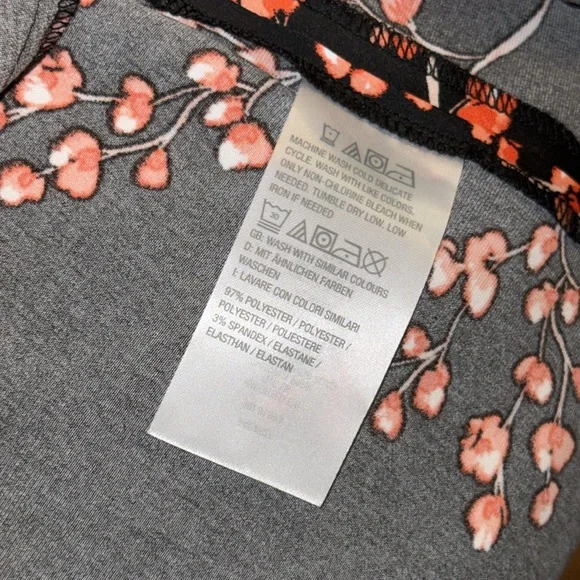 MACHINE WASH COLD DELICATE
CYCLE. WASH WITH LIKE COLORS,
ONLY NON-CHLORINE BLEACH WHEN
NEEDED. TUMBLE DRY LOW. LOW
IRON IF NEEDED
30
GB: WASH WITH SIMILAR COLOURS
D: MIT ÄHNLICHEN FARBEN
WASCHEN
I: LAVARE CON COLORI SIMILARI
97% POLYESTER / POLYESTER /
POLYESTER / POLIESTERE
3% SPANDEX / ELASTANE /
ELASTHAN / ELASTAN